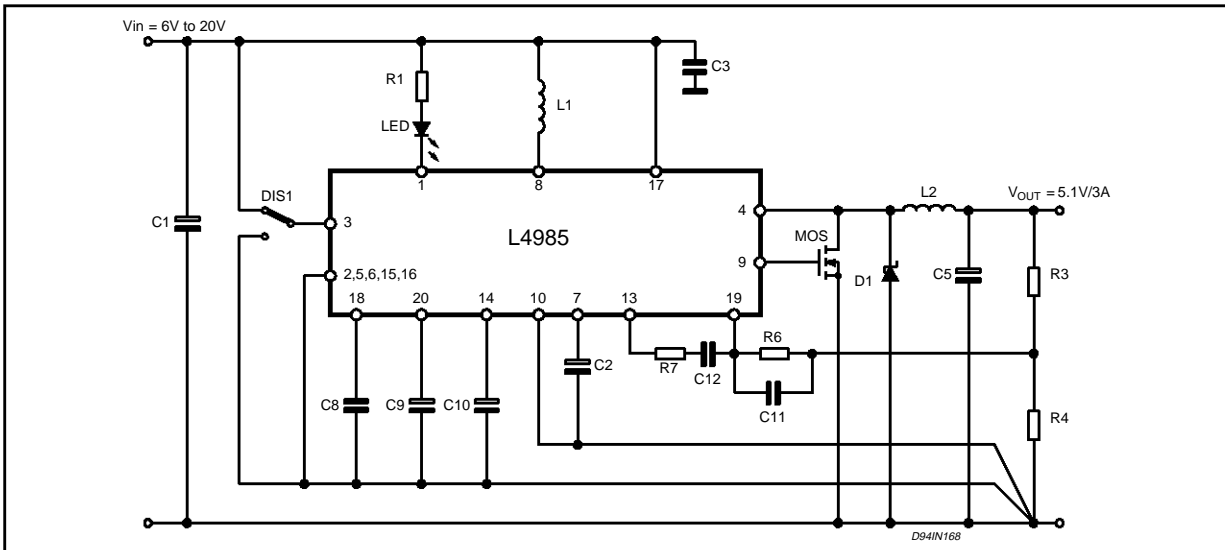 Vin = 6V to 20V
C3
R1
L1
LED
1
8
17
DIS1
C1
3
L4985
4
L2
VOUT = 5.1V/3A
MOS
9
D1
C5
R3
2,5,6,15,16
18
20
14
10
7
13
19
R6
C2
R7
C12
C11
C8
C9
C10
R4
D94IN168